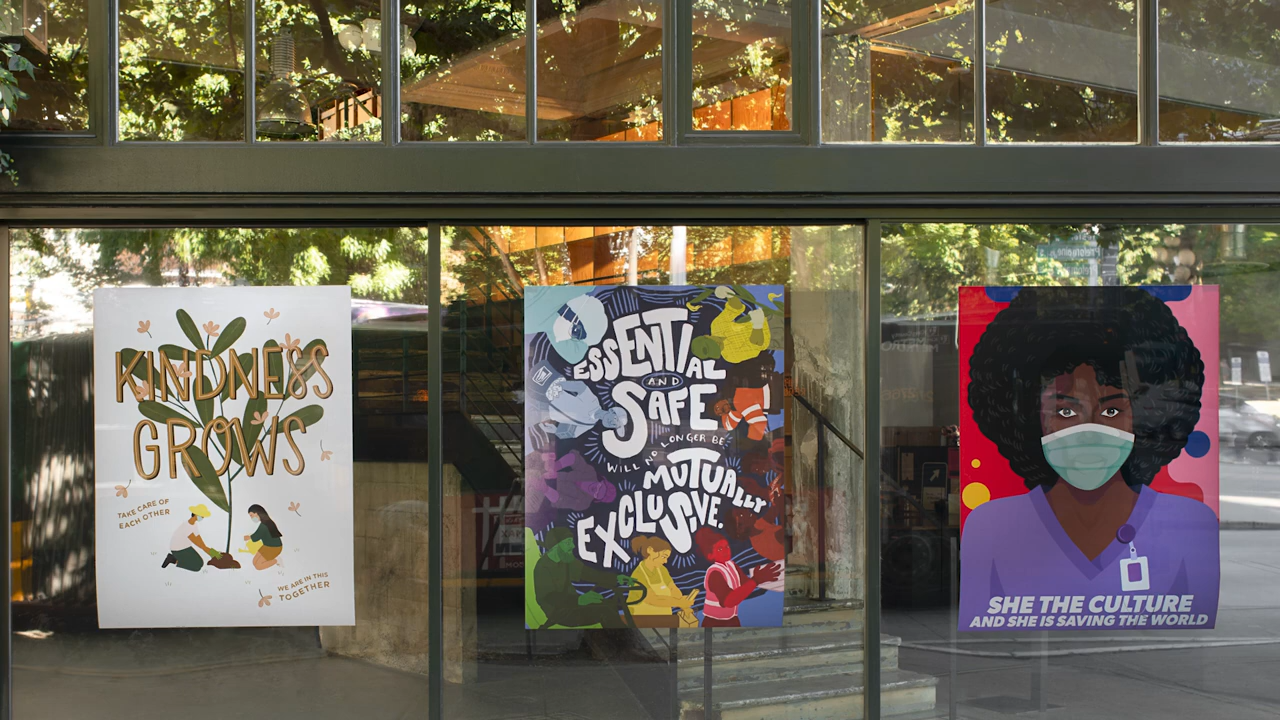 KINDNESS
GROWS
TAKE CARE OF
EACH OTHER
WE ARE IN THIS
TOGETHER
ESSENTIAL
AND
SAFE
WILL NO LONGER BE
MUTUALLY
EXCLUSIVE.
SHE THE CULTURE
AND SHE IS SAVING THE WORLD